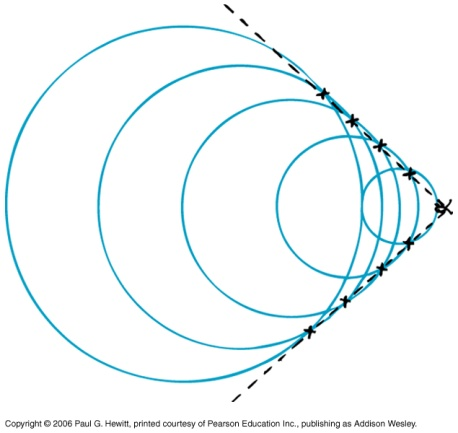 Copyright © 2006 Paul G. Hewitt, printed courtesy of Pearson Education Inc., publishing as Addison Wesley.